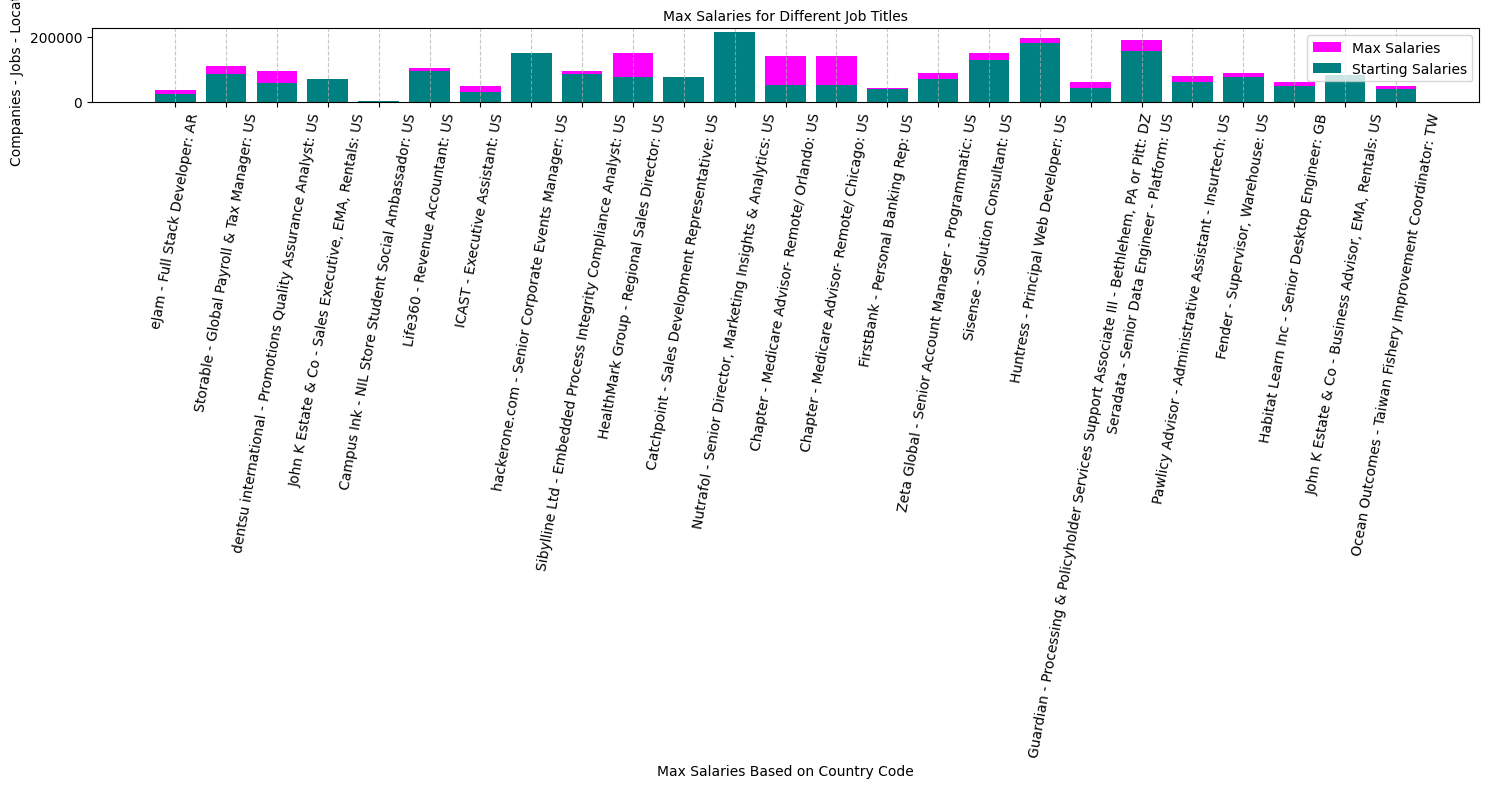 Max Salaries for Different Job Titles
Companies - Jobs - Locat
200000
0
Max Salaries
Starting Salaries
eJam - Full Stack Developer: AR
Storable - Global Payroll & Tax Manager: US
dentsu international - Promotions Quality Assurance Analyst: US
John K Estate & Co - Sales Executive, EMA, Rentals: US
Campus Ink - NIL Store Student Social Ambassador: US
Life360 - Revenue Accountant: US
ICAST - Executive Assistant: US
hackerone.com - Senior Corporate Events Manager: US
Sibylline Ltd - Embedded Process Integrity Compliance Analyst: US
HealthMark Group - Regional Sales Director: US
Catchpoint - Sales Development Representative: US
Nutrafol - Senior Director, Marketing Insights & Analytics: US
Chapter - Medicare Advisor- Remote/ Orlando: US
Chapter - Medicare Advisor- Remote/ Chicago: US
FirstBank - Personal Banking Rep: US
Zeta Global - Senior Account Manager - Programmatic: US
Sisense - Solution Consultant: US
Huntress - Principal Web Developer: US
Guardian - Processing & Policyholder Services Support Associate III - Bethlehem, PA or Pitt: DZ
Seradata - Senior Data Engineer - Platform: US
Pawlicy Advisor - Administrative Assistant - Insurtech: US
Fender - Supervisor, Warehouse: US
Habitat Learn Inc - Senior Desktop Engineer: GB
John K Estate & Co - Business Advisor, EMA, Rentals: US
Ocean Outcomes - Taiwan Fishery Improvement Coordinator: TW
Max Salaries Based on Country Code